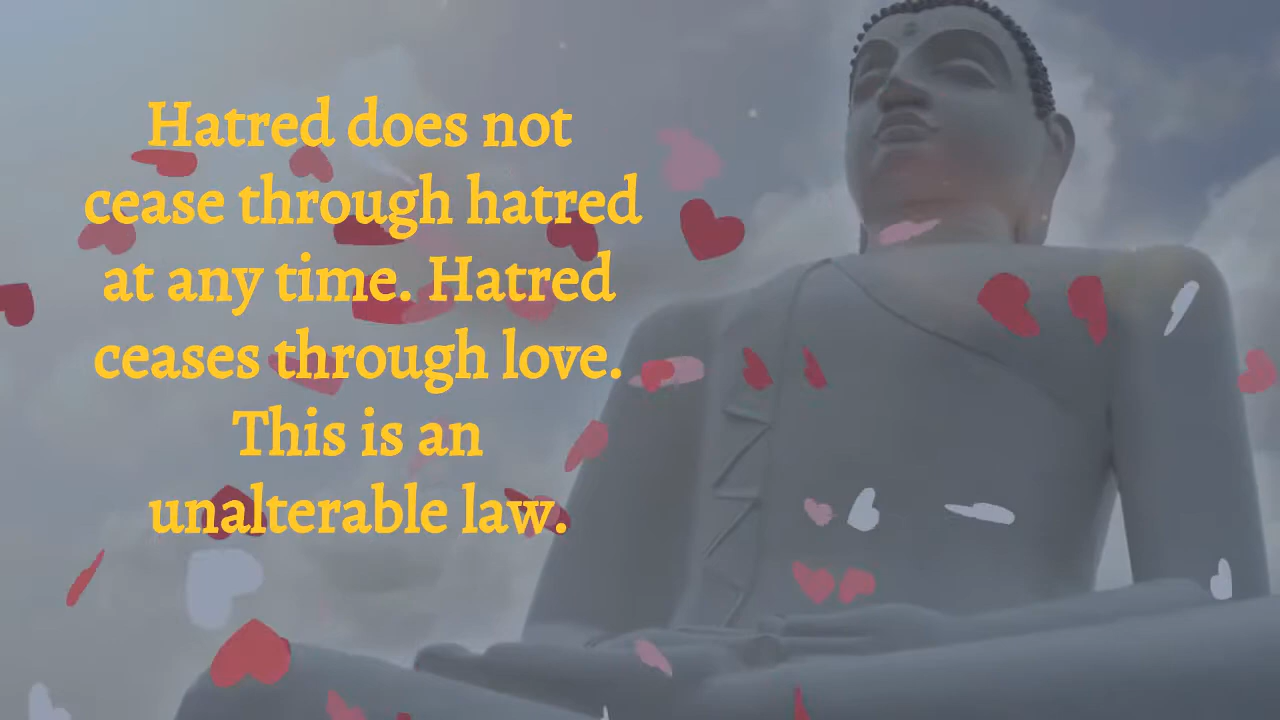 Hatred does not
cease through hatred
at any time. Hatred
ceases through love.
This is an
unalterable law.